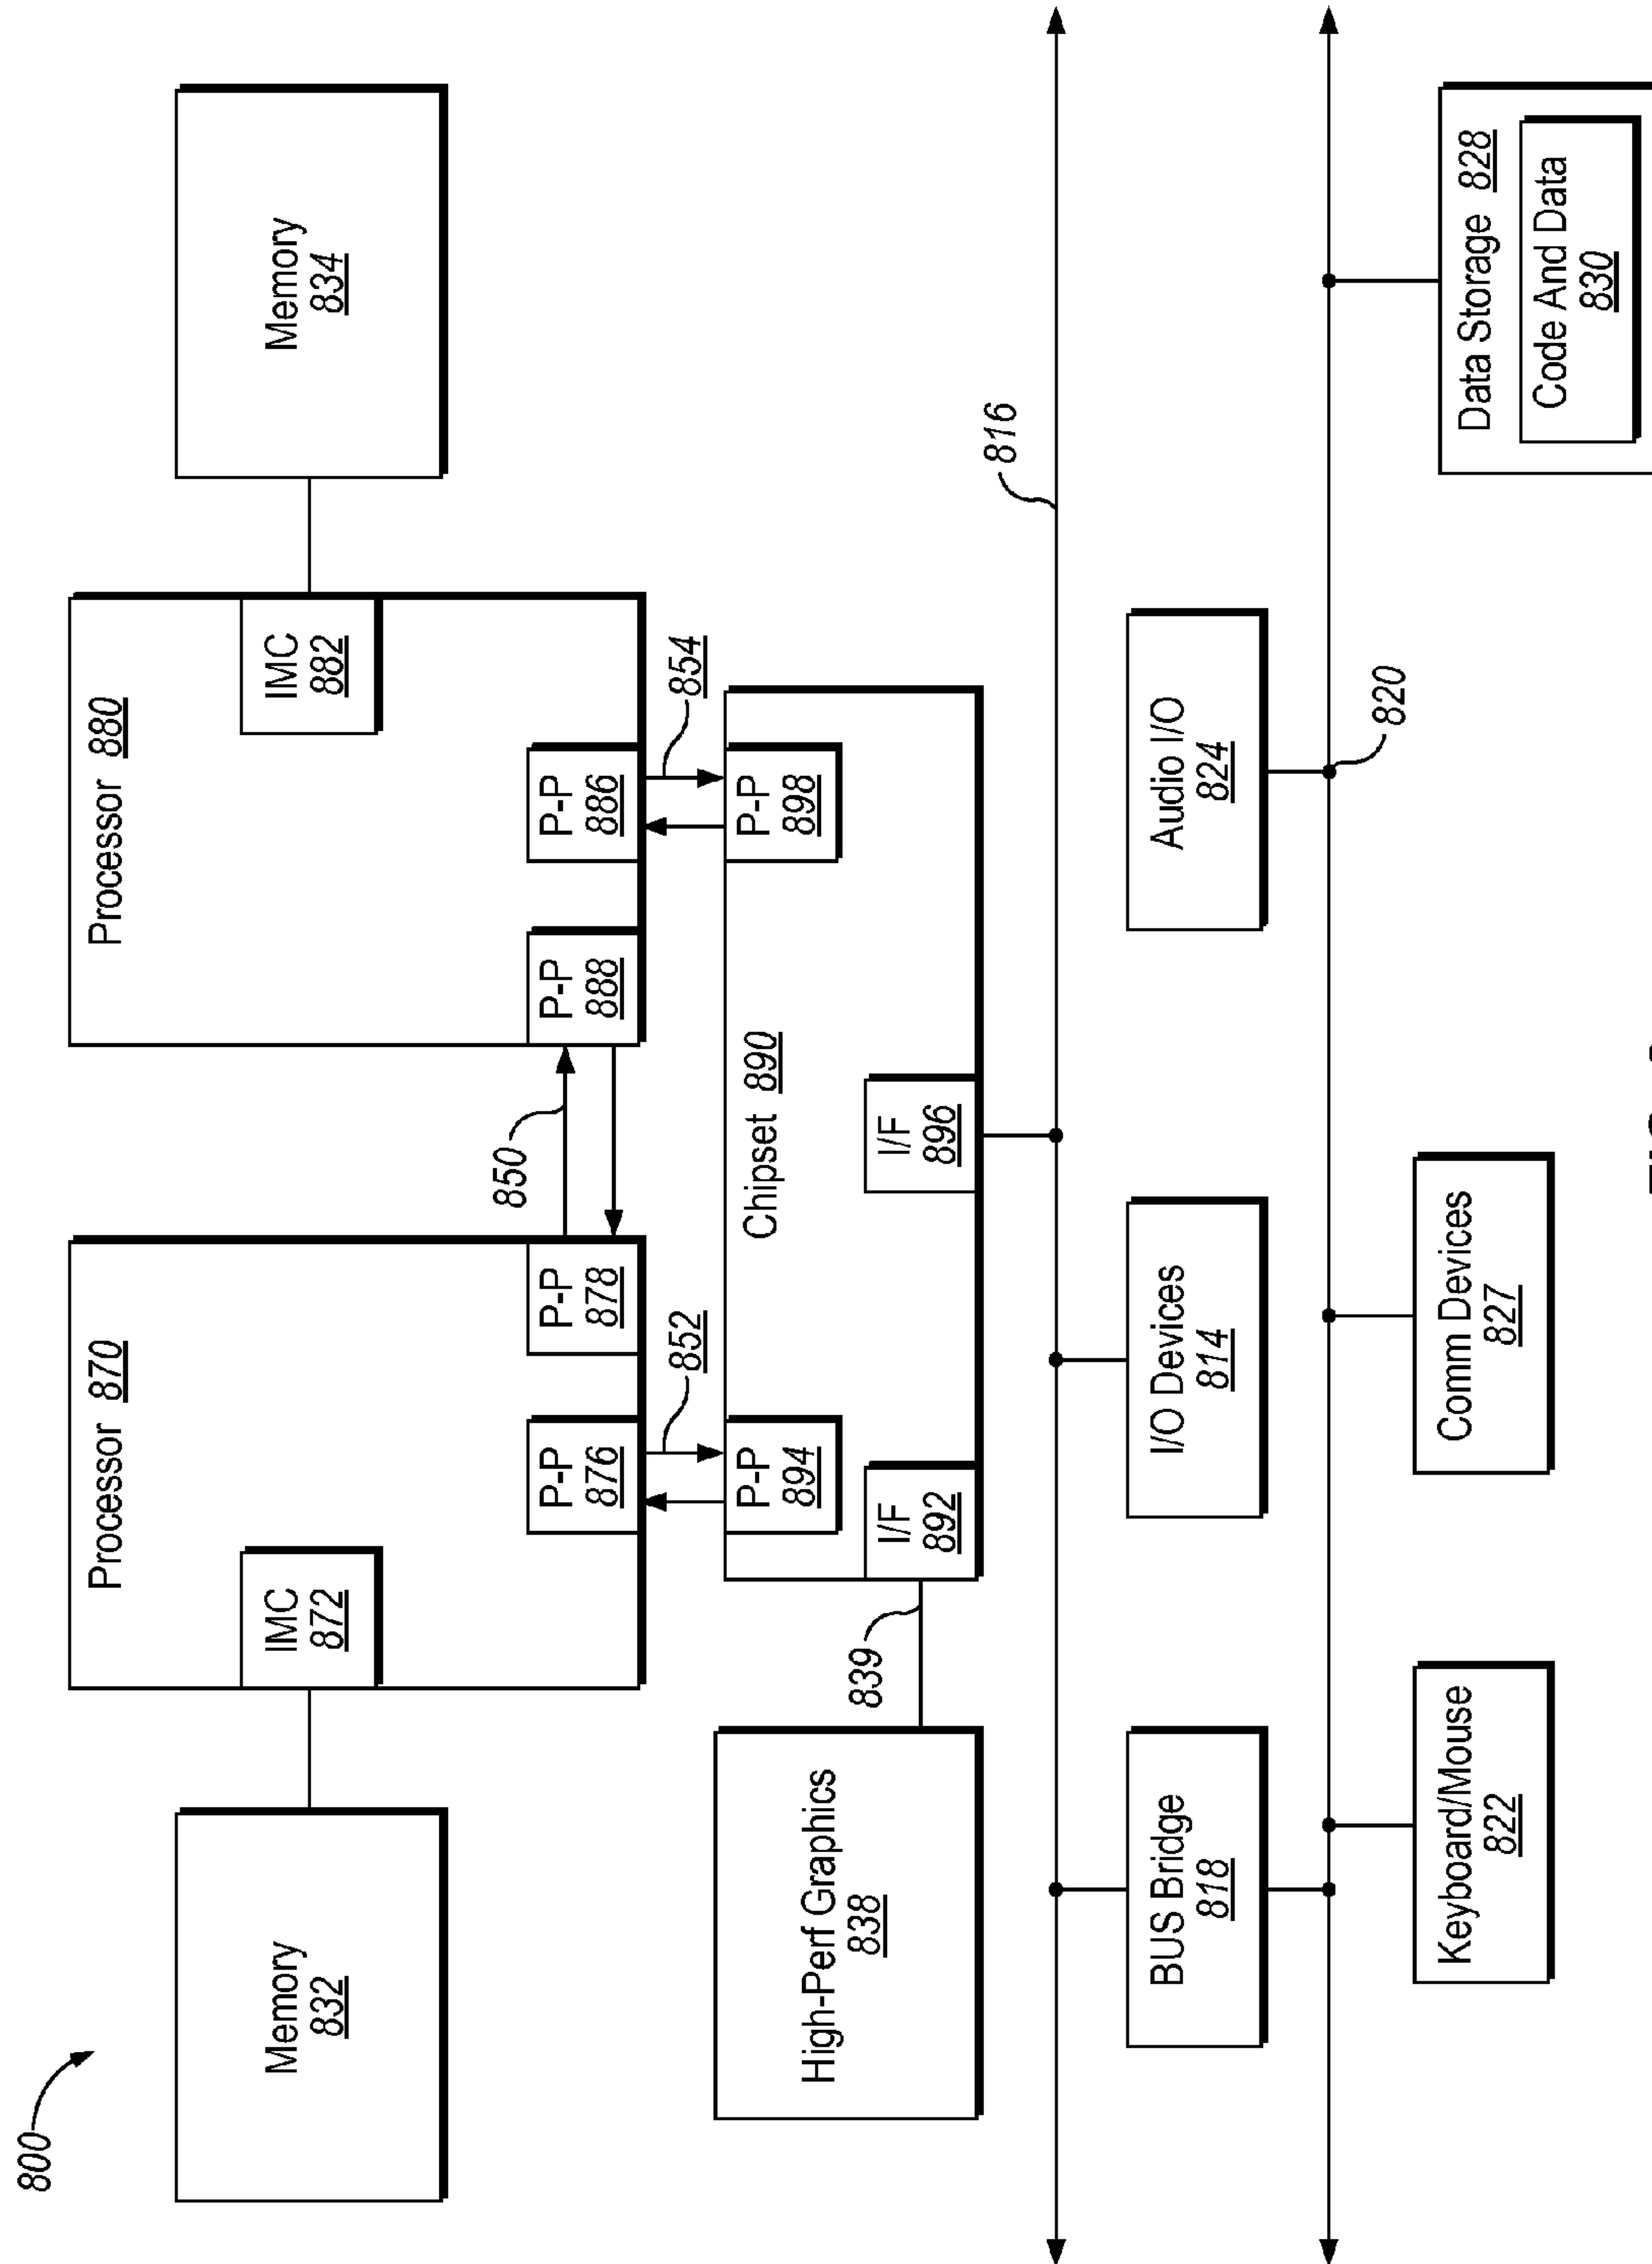 800
Processor 870
Processor 880
Memory
832
IMC
872
IMC
882
Memory
834
850
P-P
876
P-P
878
P-P
888
P-P
886
852
854
High-Perf Graphics
838
839
P-P
894
Chipset 890
P-P
898
I/F
892
I/F
896
816
BUS Bridge
818
I/O Devices
814
Audio I/O
824
820
Keyboard/Mouse
822
Comm Devices
827
Data Storage 828
Code And Data
830